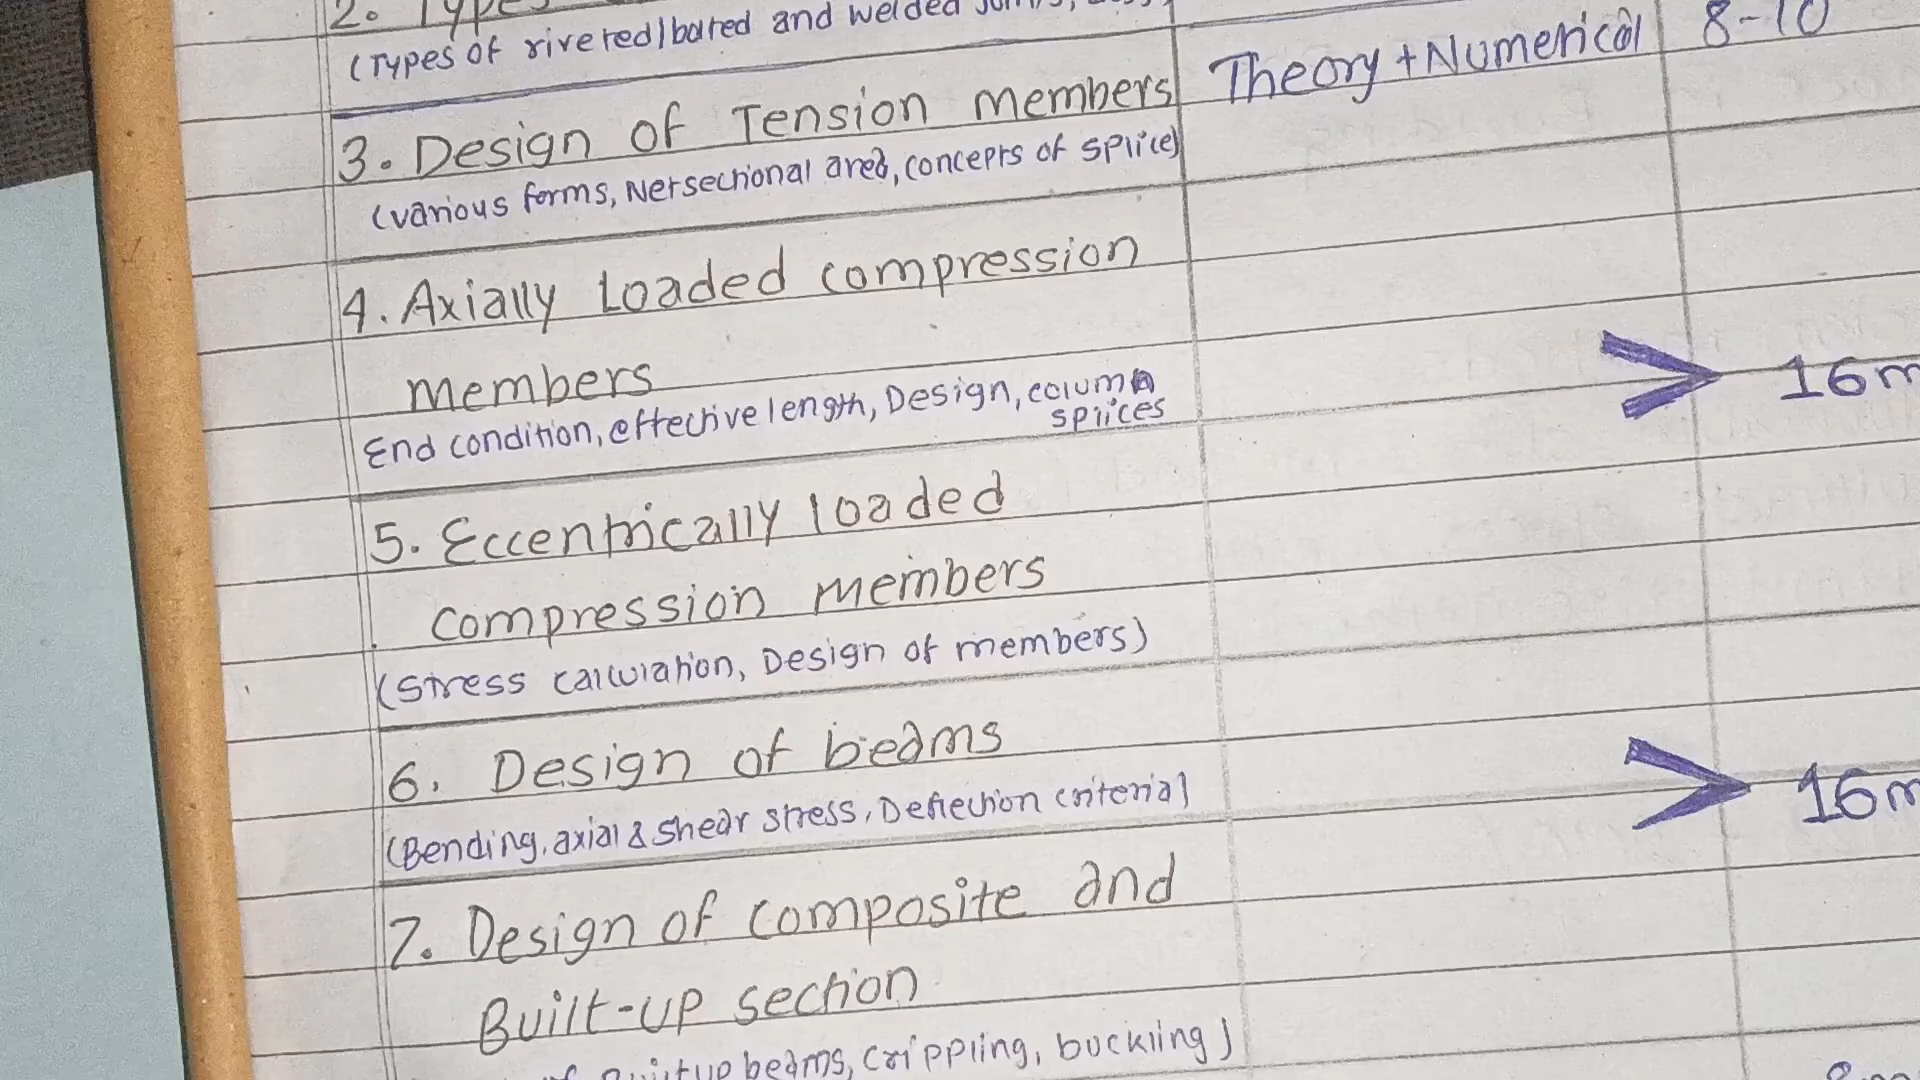 2. Types
(Types of riveted/bolted and welded
3. Design of Tension members Theory + Numerical 8-10
(various forms, Net sectional area, concepts of splice)
4. Axially Loaded compression
members
End condition, effective length, Design, column
splices
16m
5. Eccentrically loaded
compression members
(Stress calculation, Design of members)
6. Design of beams
(Bending, axial & shear stress, Deflection criteria)
16m
7. Design of composite and
Built-up section
beams, crippling, buckling)